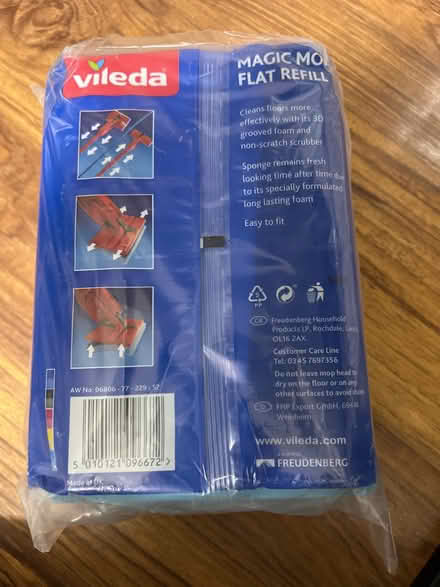 vileda
MAGIC MO
FLAT REFILL
Cleans floors more
effectively with its 3D
grooved foam and
non-scratch scrubber
Sponge remains fresh
looking time after time due
to its specially formulated
long lasting foam
Easy to fit
5
PP
GB Freudenberg Household
Products LP, Rochdale,
OL16 2AX.
Customer Care Line
Tel: 0345 7697356
Do not leave mop head to
dry on the floor or on any
other surfaces to avoid
D FHP Export GmbH,
Weinheim
www.vileda.com
FREUDENBERG
AW No: 06806 - 77 - 229 - 52
5 010121 096672
Made in UK